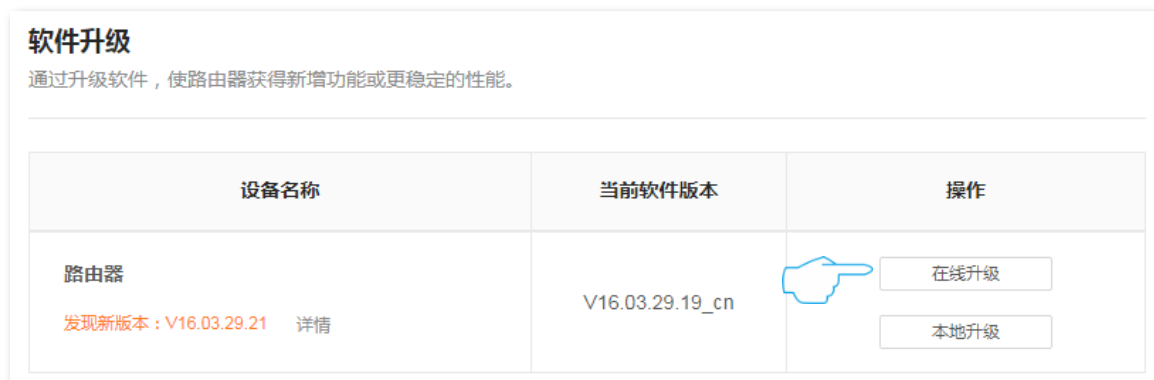 软件升级
通过升级软件，使路由器获得新增功能或更稳定的性能。
设备名称 当前软件版本 操作
路由器
发现新版本：V16.03.29.21 详情
V16.03.29.19_cn
在线升级
本地升级